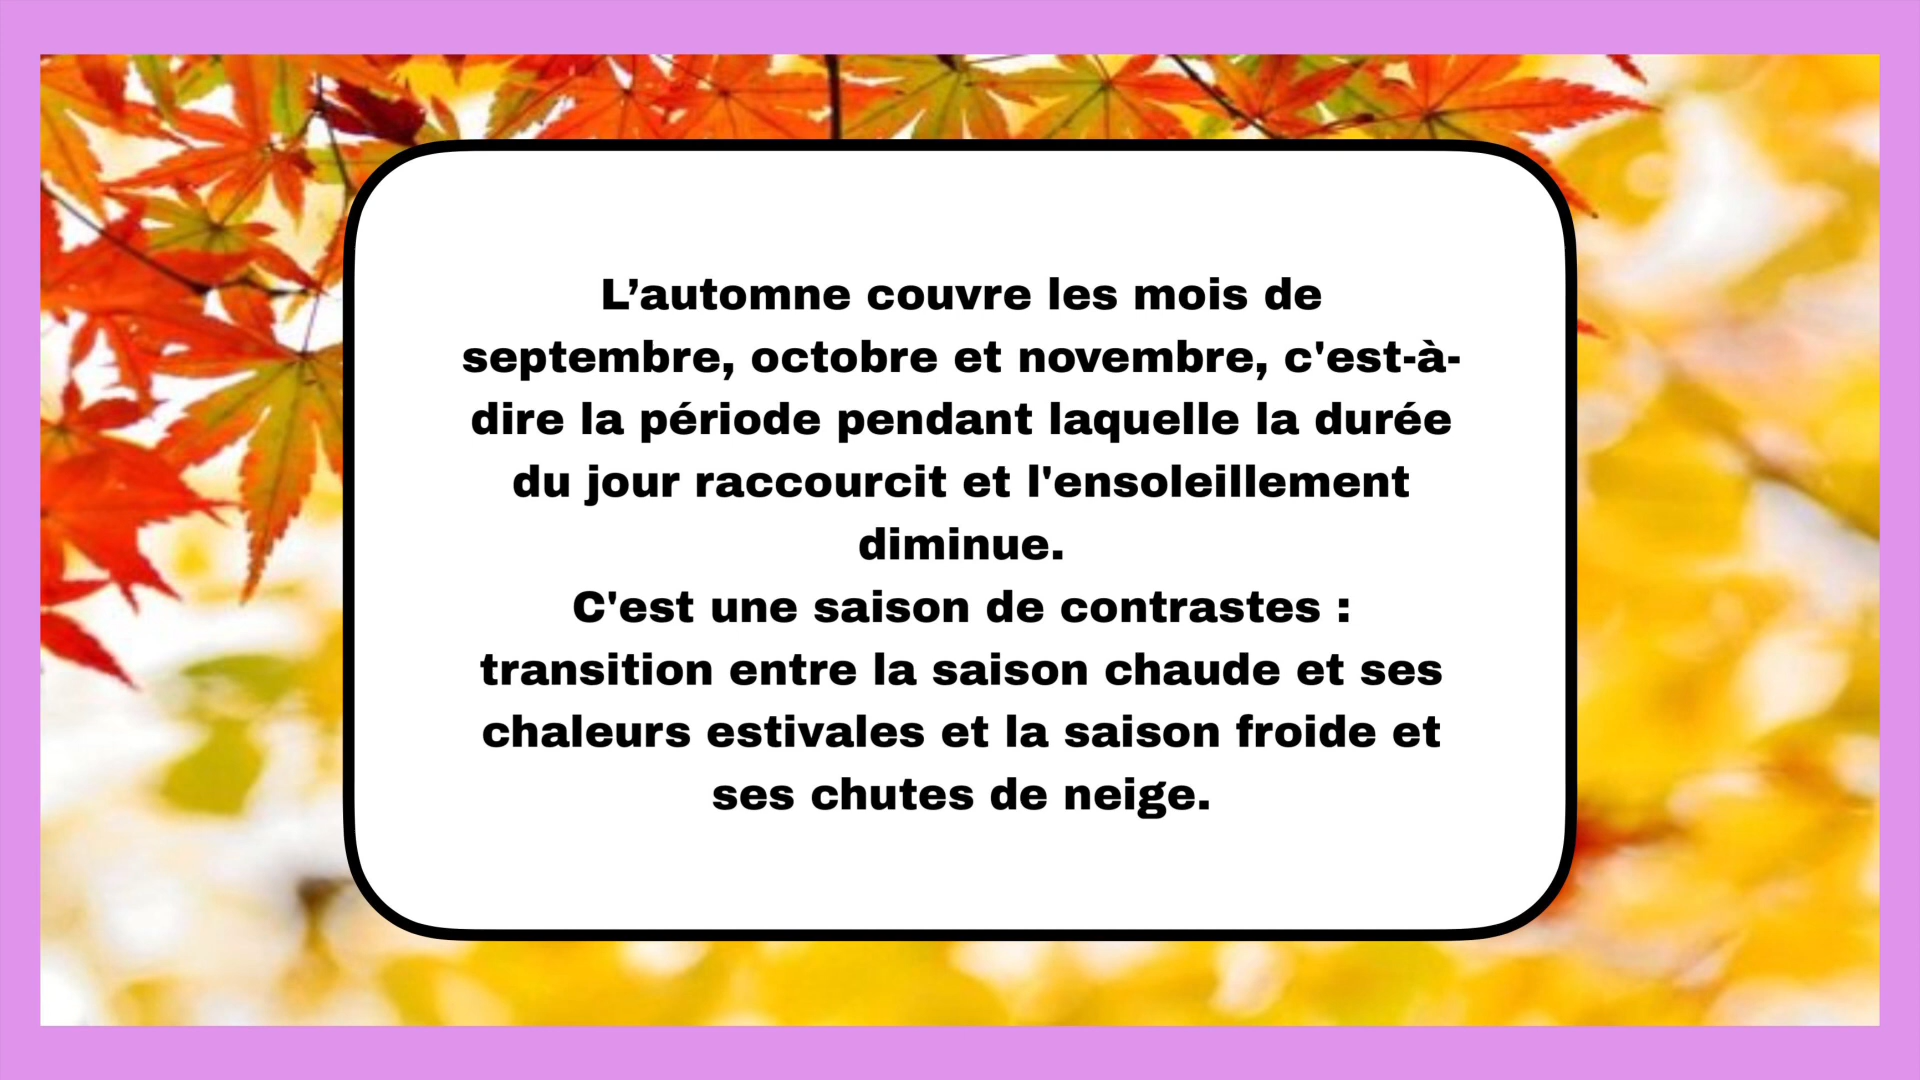 L’automne couvre les mois de
septembre, octobre et novembre, c'est-à-
dire la période pendant laquelle la durée
du jour raccourcit et l'ensoleillement
diminue.
C'est une saison de contrastes :
transition entre la saison chaude et ses
chaleurs estivales et la saison froide et
ses chutes de neige.